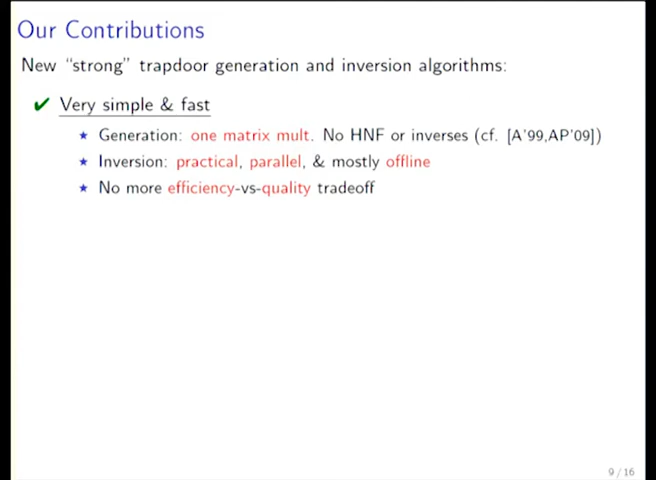 Our Contributions
New “strong” trapdoor generation and inversion algorithms:
✔ Very simple & fast
★ Generation: one matrix mult. No HNF or inverses (cf. [A'99,AP'09])
★ Inversion: practical, parallel, & mostly offline
★ No more efficiency-vs-quality tradeoff
9 / 16